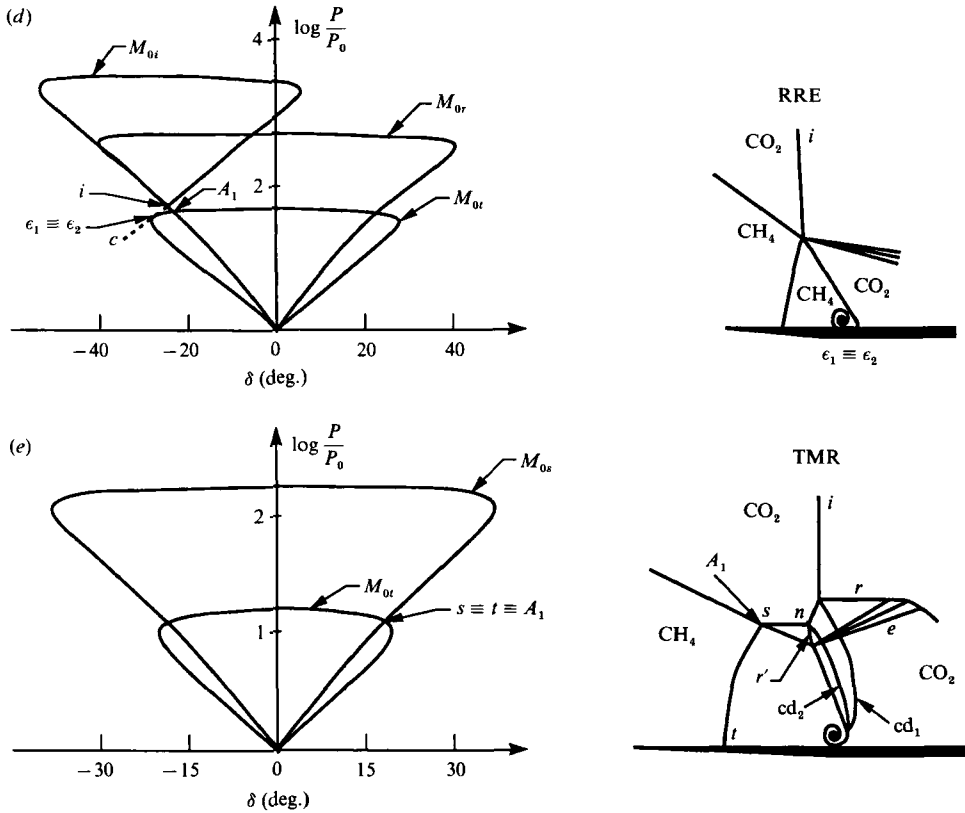 (d)
log P/P₀
4
M₀ᵢ
M₀ᵣ
2
i
A₁
M₀ₜ
ϵ₁ ≡ ϵ₂
c
−40
−20
0
20
40
δ (deg.)
RRE
CO₂
i
CH₄
CH₄
CO₂
ϵ₁ ≡ ϵ₂
(e)
log P/P₀
M₀ₛ
2
M₀ₜ
s ≡ t ≡ A₁
1
−30
−15
0
15
30
δ (deg.)
TMR
CO₂
i
A₁
s
n
r
CH₄
e
r′
CO₂
cd₂
cd₁
t